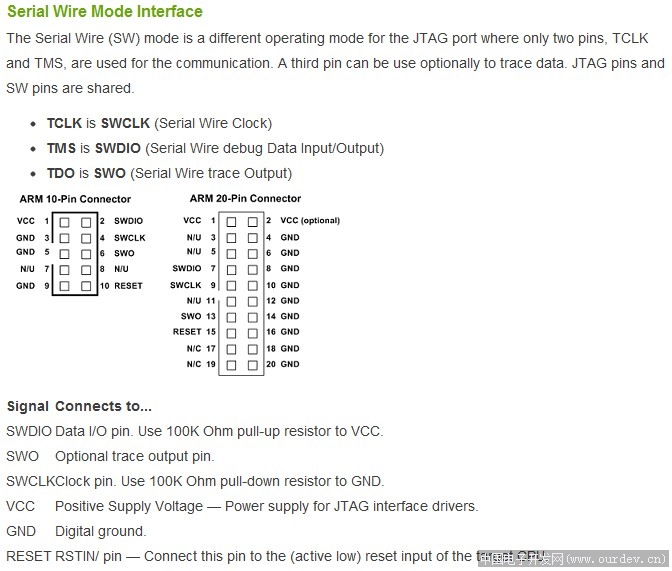 Serial Wire Mode Interface
The Serial Wire (SW) mode is a different operating mode for the JTAG port where only two pins, TCLK
and TMS, are used for the communication. A third pin can be use optionally to trace data. JTAG pins and
SW pins are shared.
• TCLK is SWCLK (Serial Wire Clock)
• TMS is SWDIO (Serial Wire debug Data Input/Output)
• TDO is SWO (Serial Wire trace Output)
ARM 10-Pin Connector
VCC 1 2 SWDIO
GND 3 4 SWCLK
GND 5 6 SWO
N/U 7 8 N/U
GND 9 10 RESET
ARM 20-Pin Connector
VCC 1 2 VCC (optional)
N/U 3 4 GND
N/U 5 6 GND
SWDIO 7 8 GND
SWCLK 9 10 GND
N/U 11 12 GND
SWO 13 14 GND
RESET 15 16 GND
N/C 17 18 GND
N/C 19 20 GND
Signal Connects to...
SWDIO Data I/O pin. Use 100K Ohm pull-up resistor to VCC.
SWO Optional trace output pin.
SWCLK Clock pin. Use 100K Ohm pull-down resistor to GND.
VCC Positive Supply Voltage — Power supply for JTAG interface drivers.
GND Digital ground.
RESET RSTIN/ pin — Connect this pin to the (active low) reset input of the target CPU.
中国电子开发网(www.ourdev.cn)